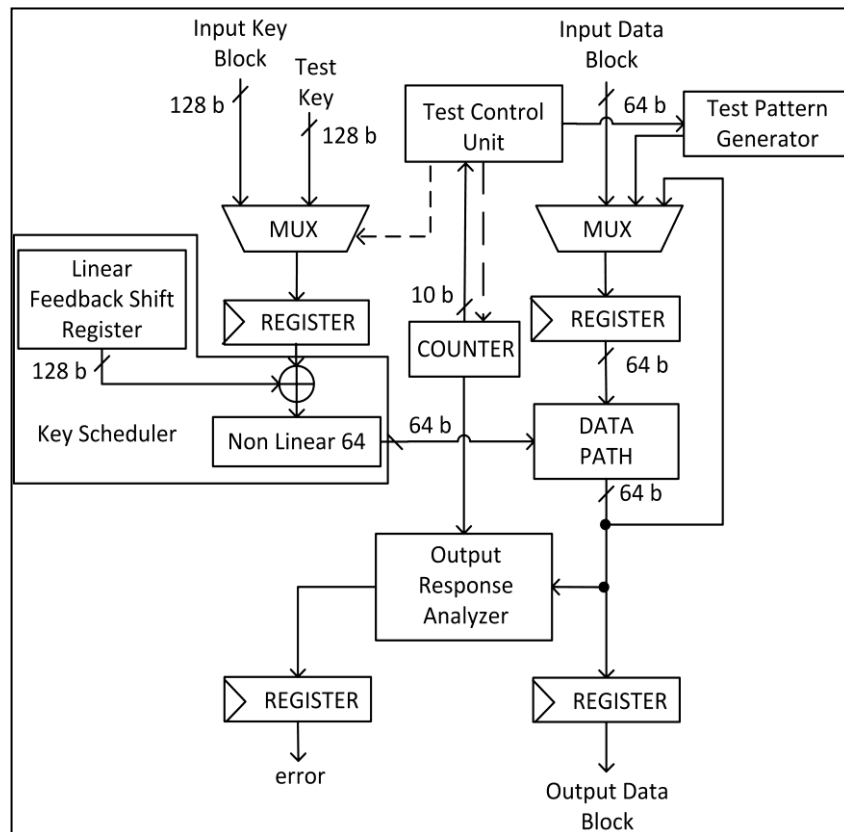 Input Key
Block
Test
Key
128 b
128 b
Test Control
Unit
Input Data
Block
64 b
Test Pattern
Generator
MUX
MUX
Linear
Feedback Shift
Register
REGISTER
10 b
COUNTER
REGISTER
128 b
64 b
Key Scheduler
Non Linear 64
64 b
DATA
PATH
64 b
Output
Response
Analyzer
REGISTER
REGISTER
error
Output Data
Block